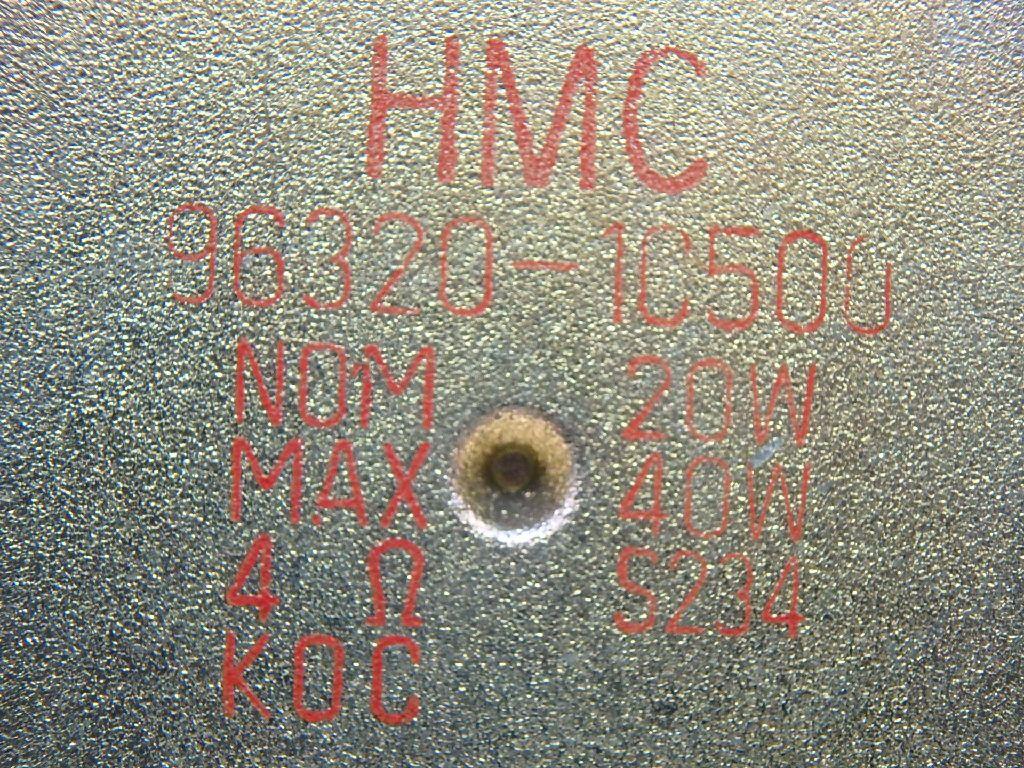 HMC
96320-1C500
NOM 20W
MAX 40W
4 Ω S234
KOC